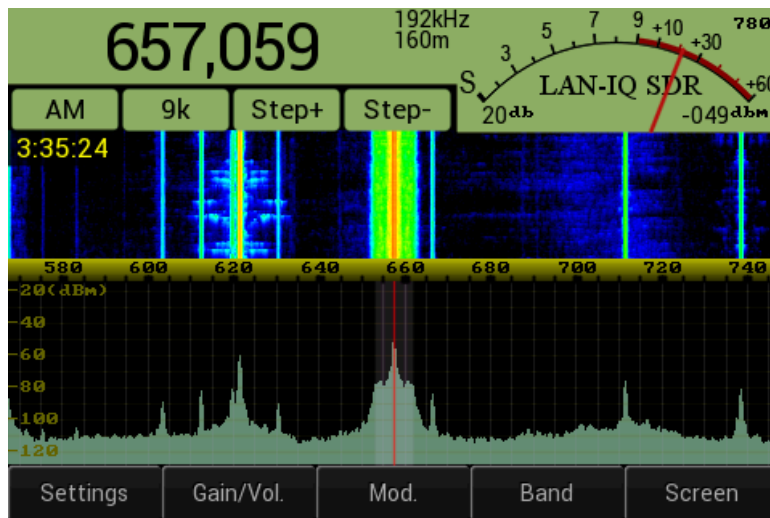 657,059
192kHz
160m
3 5 7 9 +10 +30 +60
780
S
LAN-IQ SDR
20db
-049dbm
AM 9k Step+ Step-
3:35:24
580 600 620 640 660 680 700 720 740
-20(dBm)
-40
-60
-80
-100
-120
Settings Gain/Vol. Mod. Band Screen